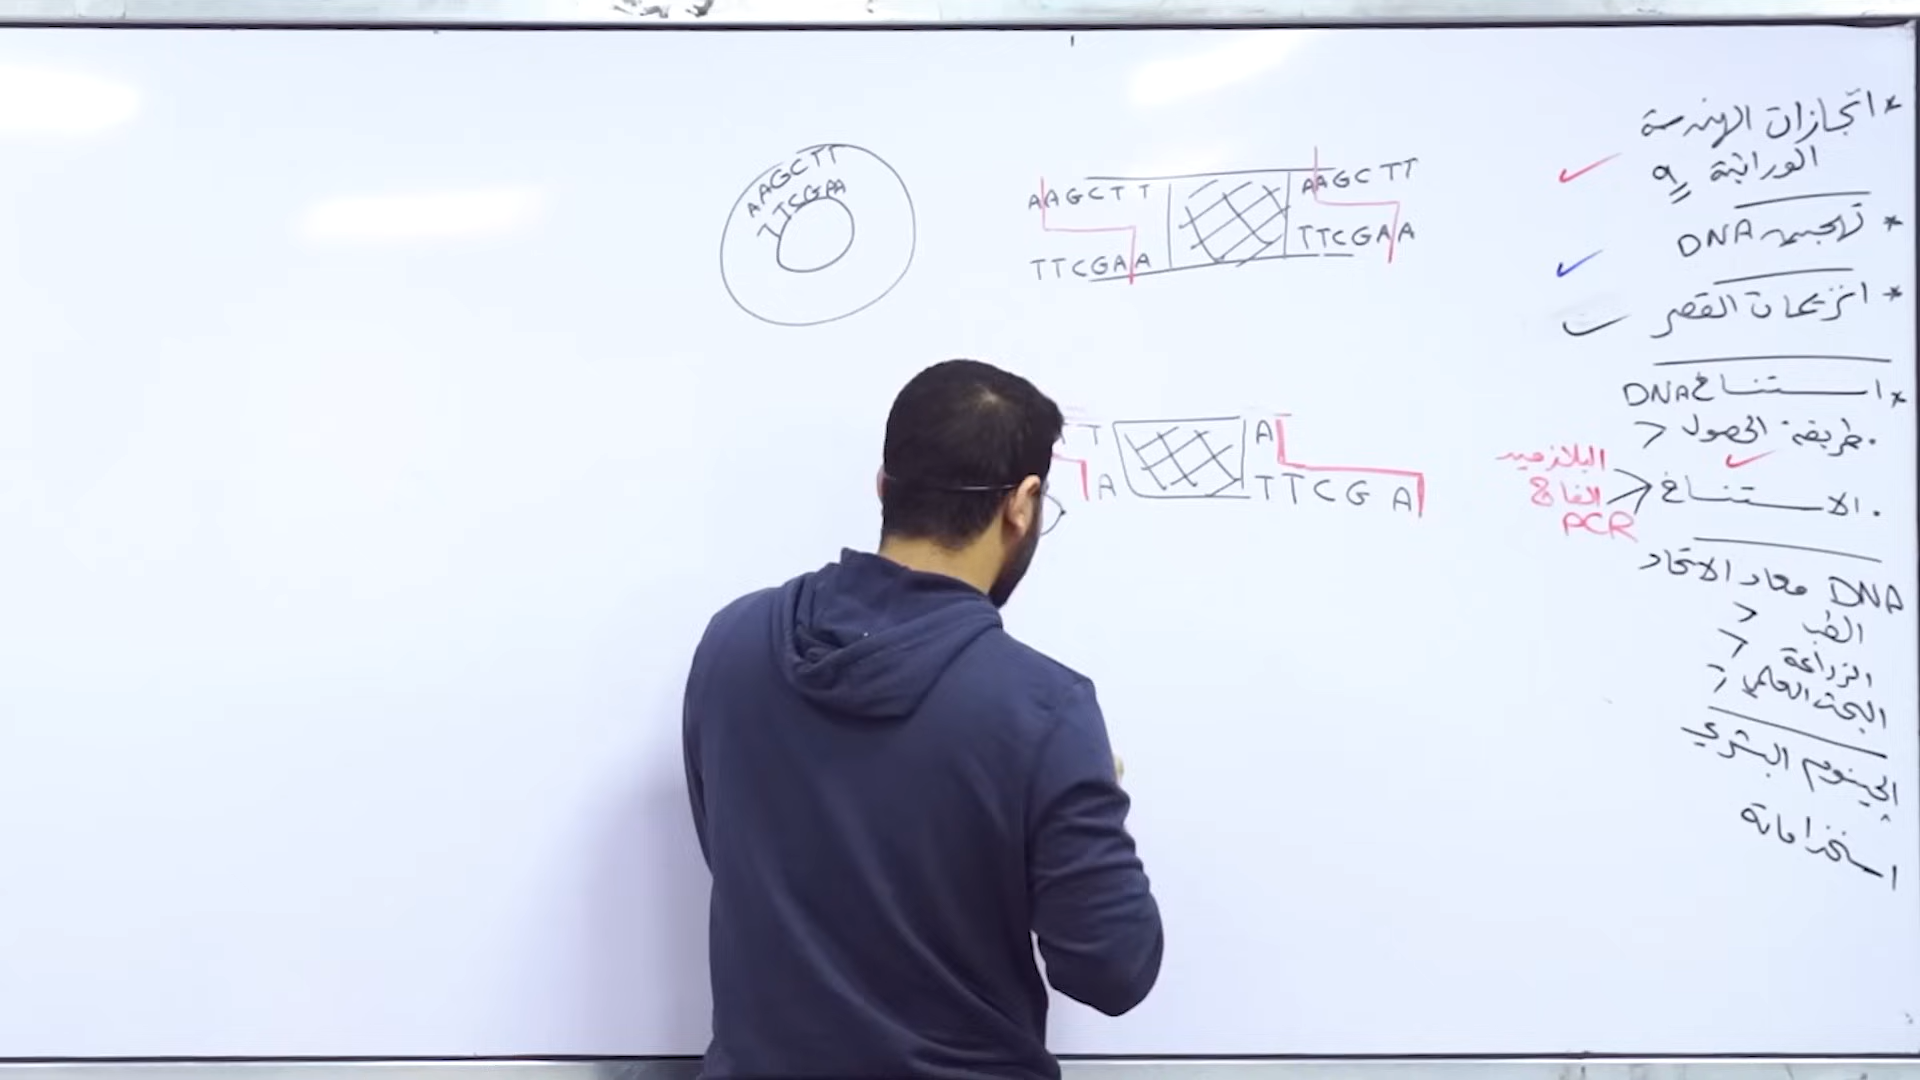 * انجازات الهندسة
الوراثية و
* تهجين DNA
* انزيمات القصر
* استنساخ DNA
. طريقة الحصول >
. الاستنساخ
البلازميد
الفاج
PCR
DNA معاد الاتحاد
الطب >
الزراعة >
البحث العلمي >
الجينوم البشري
استخداماته
AAGCTT
TTCGAA
AAGCTT AAGCTT
TTCGAA TTCGAA
T T A
A TTCGA